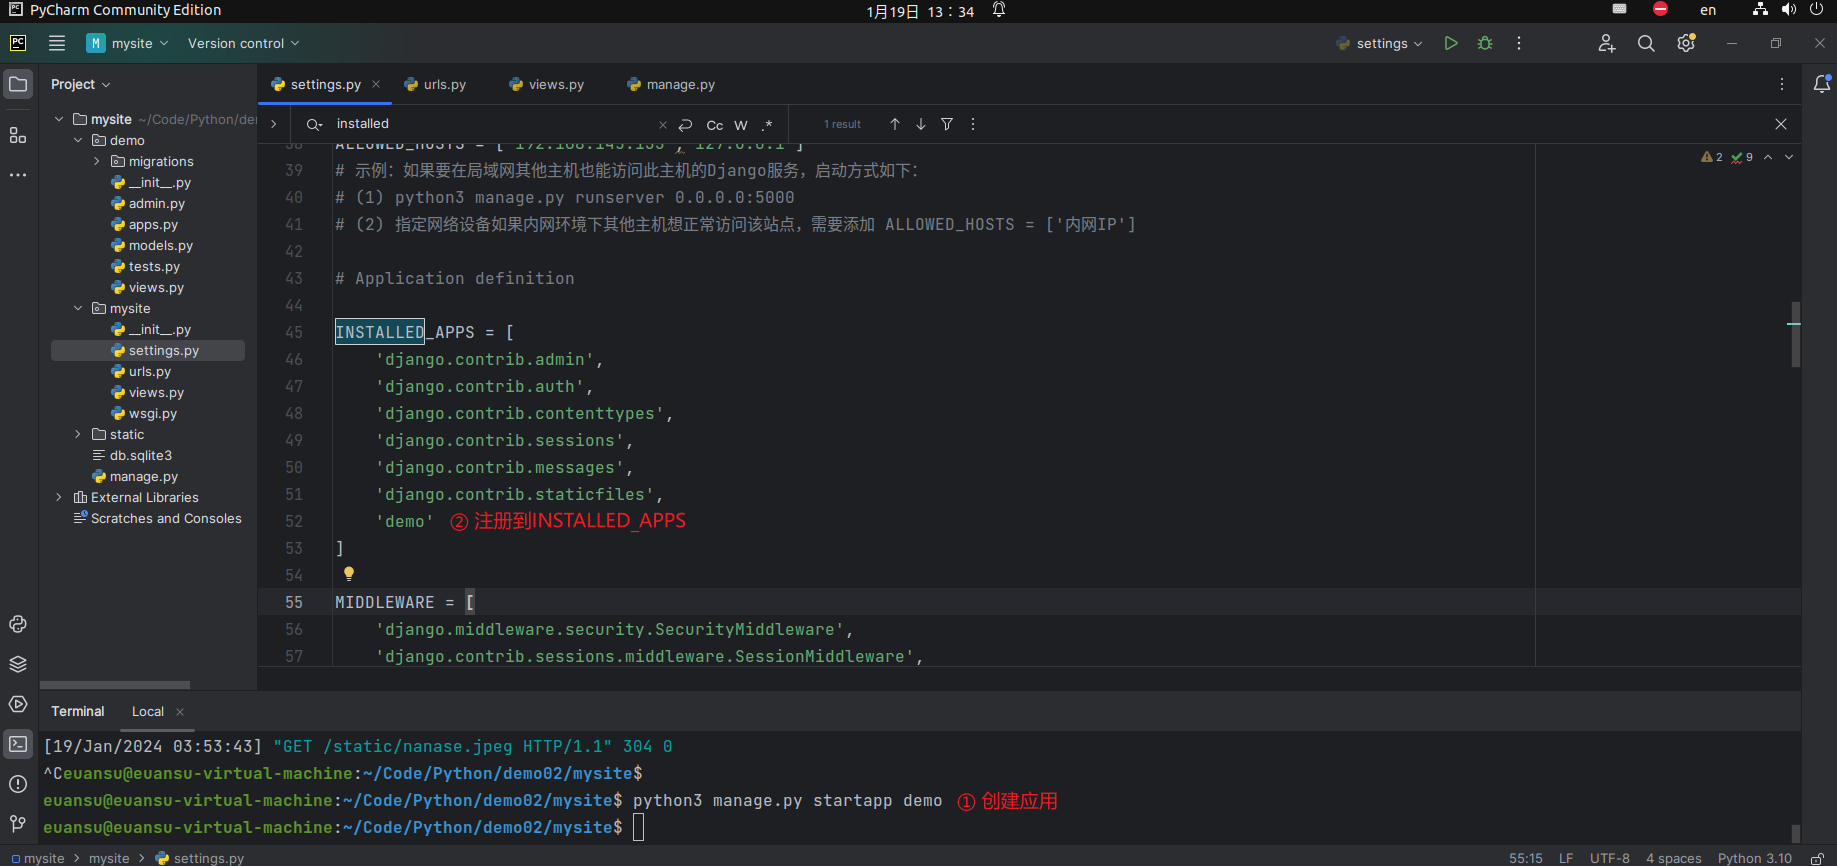 PyCharm Community Edition
1月19日 13：34
en
mysite
Version control
settings
Project
settings.py
urls.py
views.py
manage.py
installed
Cc
W
.*
1 result
mysite ~/Code/Python/de
demo
migrations
__init__.py
admin.py
apps.py
models.py
tests.py
views.py
mysite
__init__.py
settings.py
urls.py
views.py
wsgi.py
static
db.sqlite3
manage.py
External Libraries
Scratches and Consoles
2
9
39 # 示例：如果要在局域网其他主机也能访问此主机的Django服务，启动方式如下：
40 # (1) python3 manage.py runserver 0.0.0.0:5000
41 # (2) 指定网络设备如果内网环境下其他主机想正常访问该站点，需要添加 ALLOWED_HOSTS = ['内网IP']
42
43 # Application definition
44
45 INSTALLED_APPS = [
46 'django.contrib.admin',
47 'django.contrib.auth',
48 'django.contrib.contenttypes',
49 'django.contrib.sessions',
50 'django.contrib.messages',
51 'django.contrib.staticfiles',
52 'demo' ② 注册到INSTALLED_APPS
53 ]
54
55 MIDDLEWARE = [
56 'django.middleware.security.SecurityMiddleware',
57 'django.contrib.sessions.middleware.SessionMiddleware',
Terminal
Local
[19/Jan/2024 03:53:43] "GET /static/nanase.jpeg HTTP/1.1" 304 0
^Ceuansu@euansu-virtual-machine:~/Code/Python/demo02/mysite$
euansu@euansu-virtual-machine:~/Code/Python/demo02/mysite$ python3 manage.py startapp demo ① 创建应用
euansu@euansu-virtual-machine:~/Code/Python/demo02/mysite$
mysite > mysite > settings.py
55:15
LF
UTF-8
4 spaces
Python 3.10